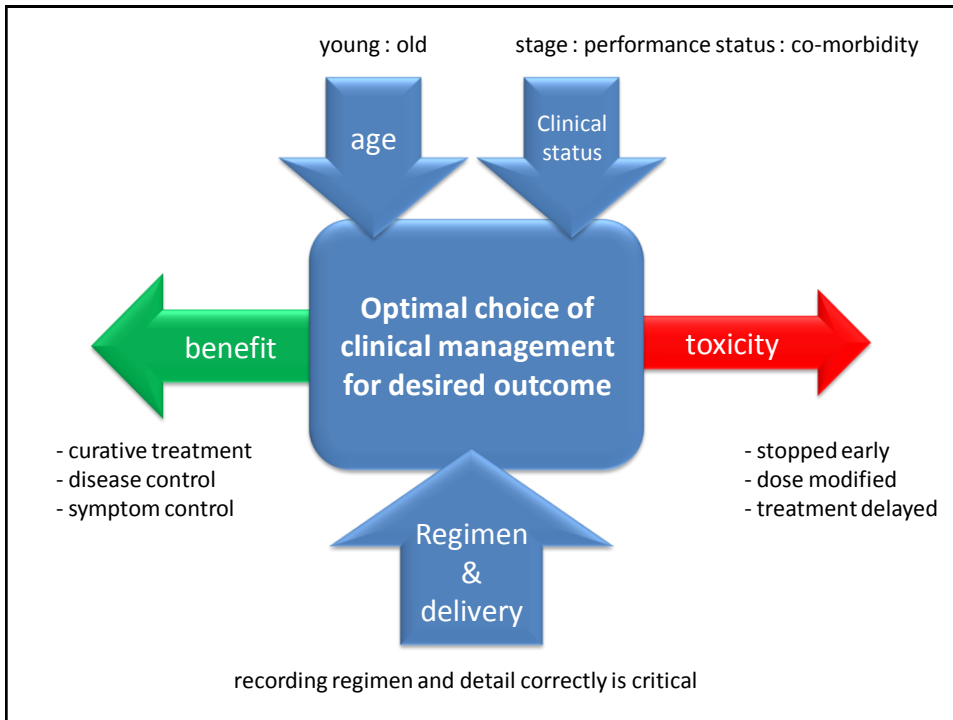 young : old
stage : performance status : co-morbidity
age
Clinical
status
Optimal choice of
clinical management
for desired outcome
benefit
toxicity
- curative treatment
- disease control
- symptom control
- stopped early
- dose modified
- treatment delayed
Regimen
&
delivery
recording regimen and detail correctly is critical